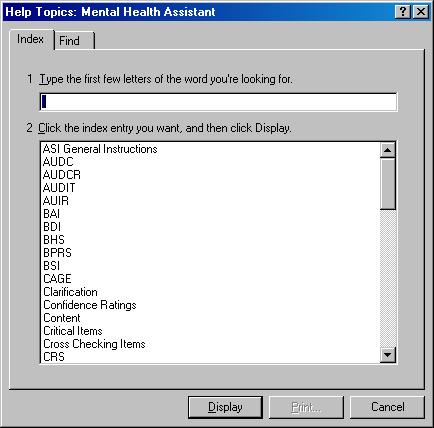 Help Topics: Mental Health Assistant
Index Find
1 Type the first few letters of the word you're looking for.
2 Click the index entry you want, and then click Display.
ASI General Instructions
AUDC
AUDCR
AUDIT
AUIR
BAI
BDI
BHS
BPRS
BSI
CAGE
Clarification
Confidence Ratings
Content
Critical Items
Cross Checking Items
CRS
Display Print... Cancel